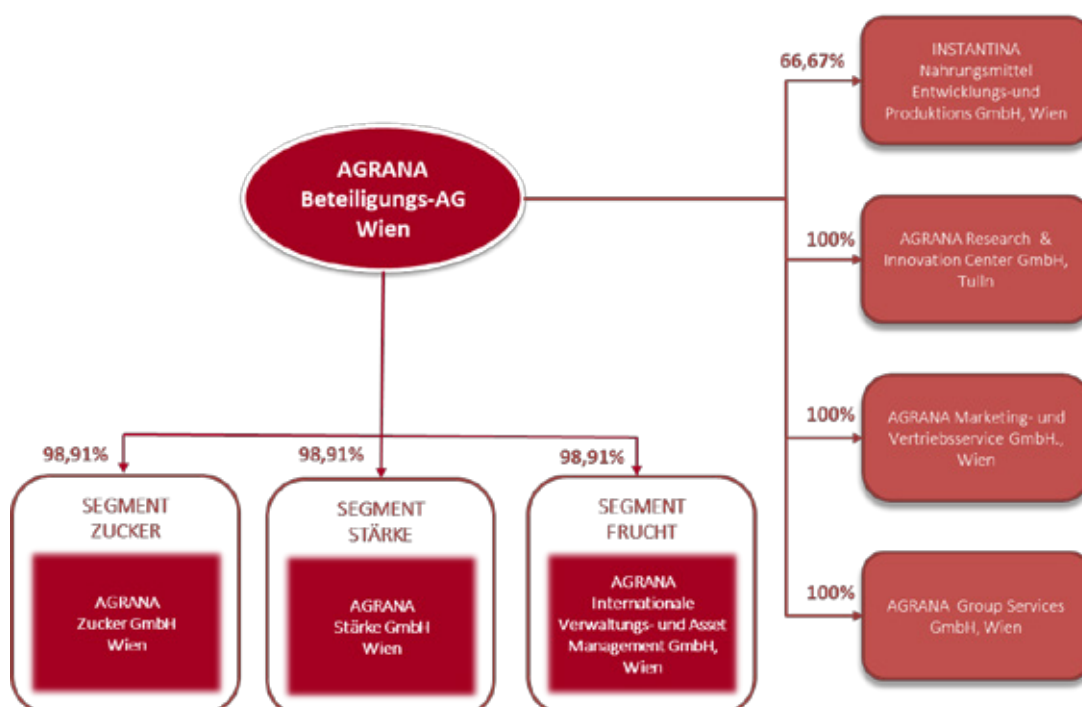 66,67%
INSTANTINA
Nahrungsmittel
Entwicklungs-und
Produktions GmbH, Wien
AGRANA
Beteiligungs-AG
Wien
100%
AGRANA Research &
Innovation Center GmbH,
Tulln
100%
AGRANA Marketing- und
Vertriebsservice GmbH.,
Wien
98,91%
98,91%
98,91%
SEGMENT
ZUCKER
AGRANA
Zucker GmbH
Wien
SEGMENT
STÄRKE
AGRANA
Stärke GmbH
Wien
SEGMENT
FRUCHT
AGRANA
Internationale
Verwaltungs- und Asset
Management GmbH,
Wien
100%
AGRANA Group Services
GmbH, Wien